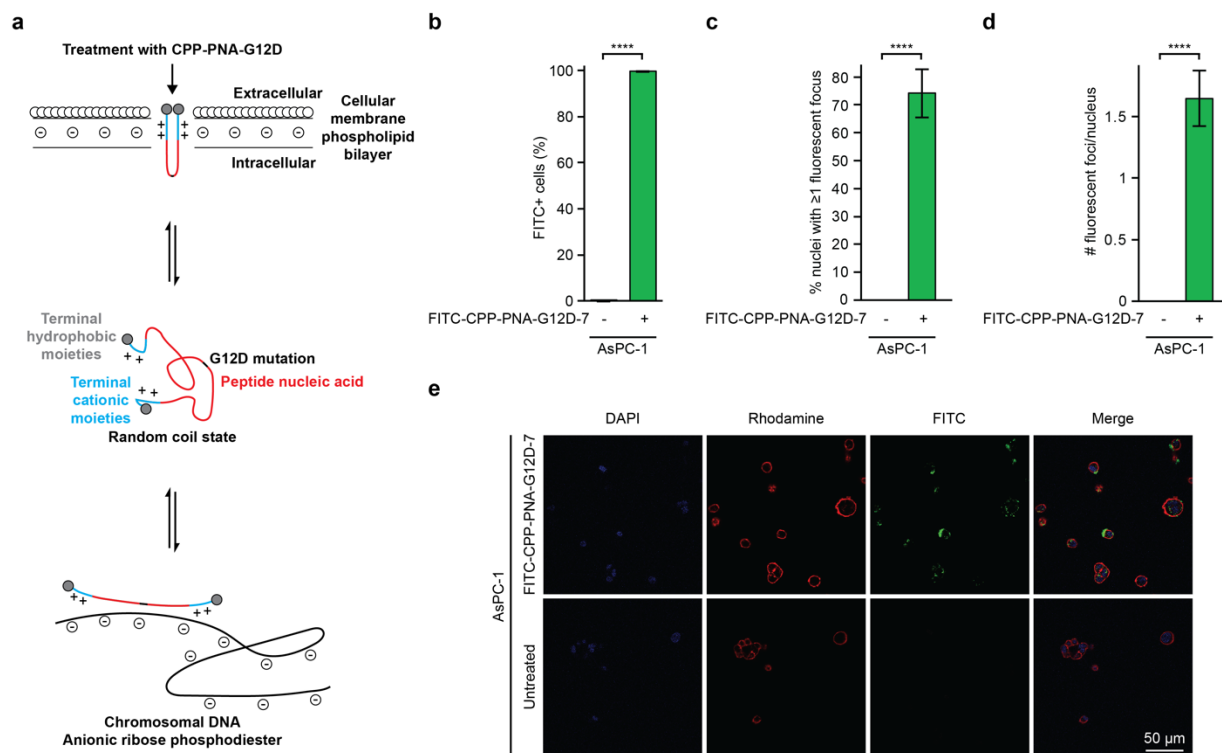 a
Treatment with CPP-PNA-G12D
Extracellular
Cellular
membrane
phospholipid
bilayer
Intracellular
Terminal
hydrophobic
moieties
G12D mutation
Peptide nucleic acid
Terminal
cationic
moieties
Random coil state
Chromosomal DNA
Anionic ribose phosphodiester
b
****
FITC+ cells (%)
100
80
60
40
20
0
FITC-CPP-PNA-G12D-7
- +
AsPC-1
c
****
% nuclei with ≥1 fluorescent focus
80
70
60
50
40
30
20
10
0
FITC-CPP-PNA-G12D-7
- +
AsPC-1
d
****
# fluorescent foci/nucleus
1.5
1
1.5
0
FITC-CPP-PNA-G12D-7
- +
AsPC-1
e
DAPI Rhodamine FITC Merge
AsPC-1
FITC-CPP-PNA-G12D-7
Untreated
50 µm